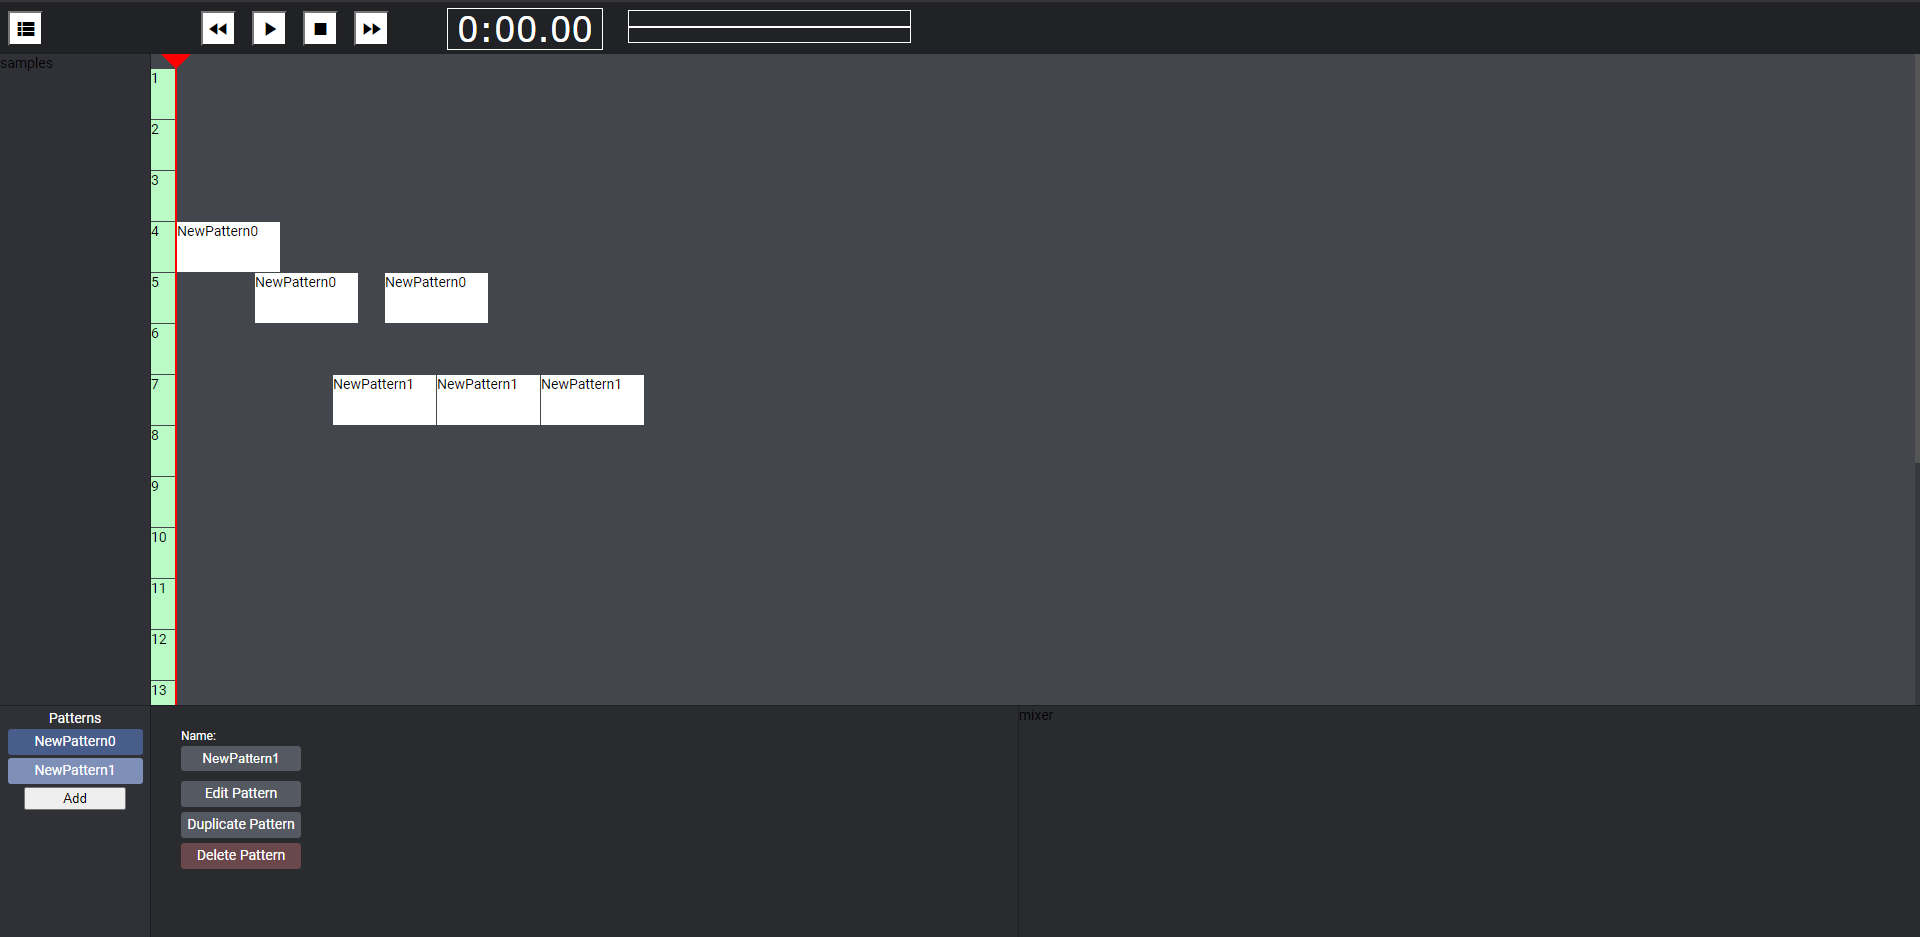 0:00.00
samples
1
2
3
4 NewPattern0
5 NewPattern0 NewPattern0
6
7 NewPattern1 NewPattern1 NewPattern1
8
9
10
11
12
13
Patterns
NewPattern0
NewPattern1
Add
Name:
NewPattern1
Edit Pattern
Duplicate Pattern
Delete Pattern
mixer